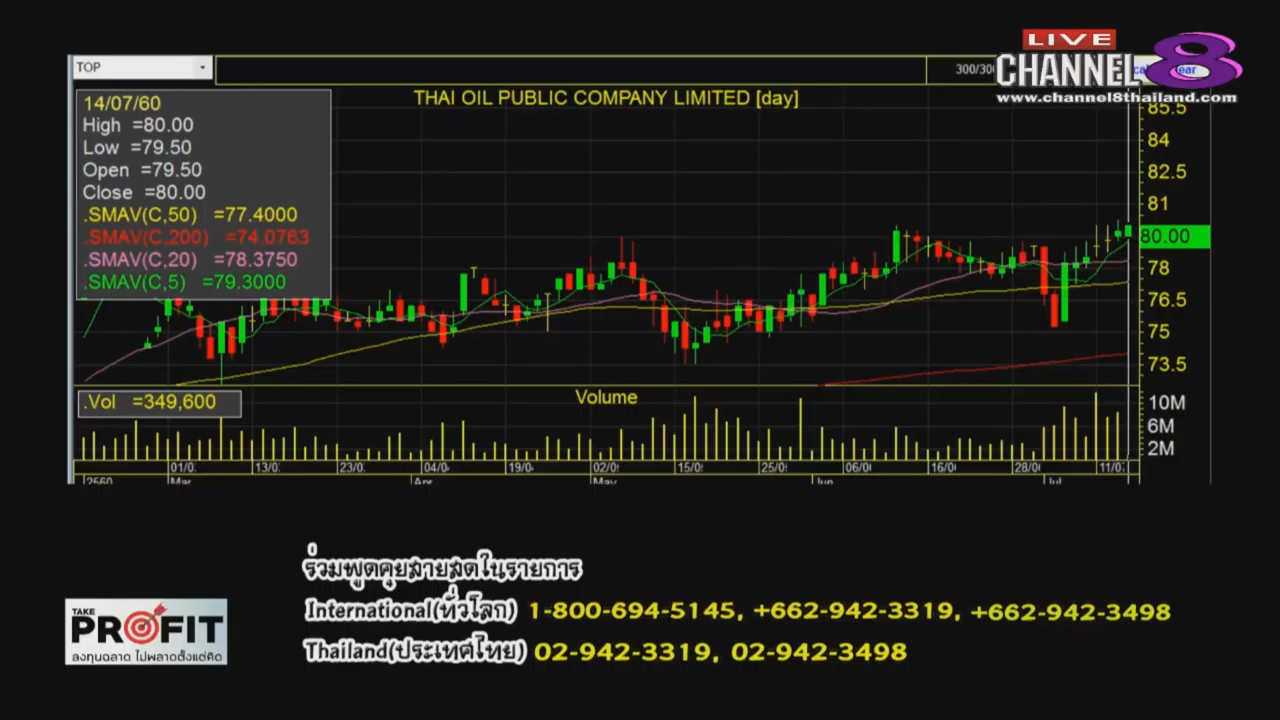 LIVE
CHANNEL 8
www.channel8thailand.com
TOP
300/300
THAI OIL PUBLIC COMPANY LIMITED [day]
14/07/60
High =80.00
Low =79.50
Open =79.50
Close =80.00
.SMAV(C,50) =77.4000
.SMAV(C,200) =74.0763
.SMAV(C,20) =78.3750
.SMAV(C,5) =79.3000
85.5
84
82.5
81
80.00
78
76.5
75
73.5
.Vol =349,600
Volume
10M
6M
2M
01/0 13/0 23/0 04/0 19/0 02/0 15/0 25/0 06/0 16/0 28/0 11/0
2560 Mar Apr May Jun Jul
ร่วมพูดคุยสายสดในรายการ
International(ทั่วโลก) 1-800-694-5145, +662-942-3319, +662-942-3498
Thailand(ประเทศไทย) 02-942-3319, 02-942-3498
TAKE
PROFIT
ลงทุนฉลาด ไม่พลาดตั้งแต่คิด